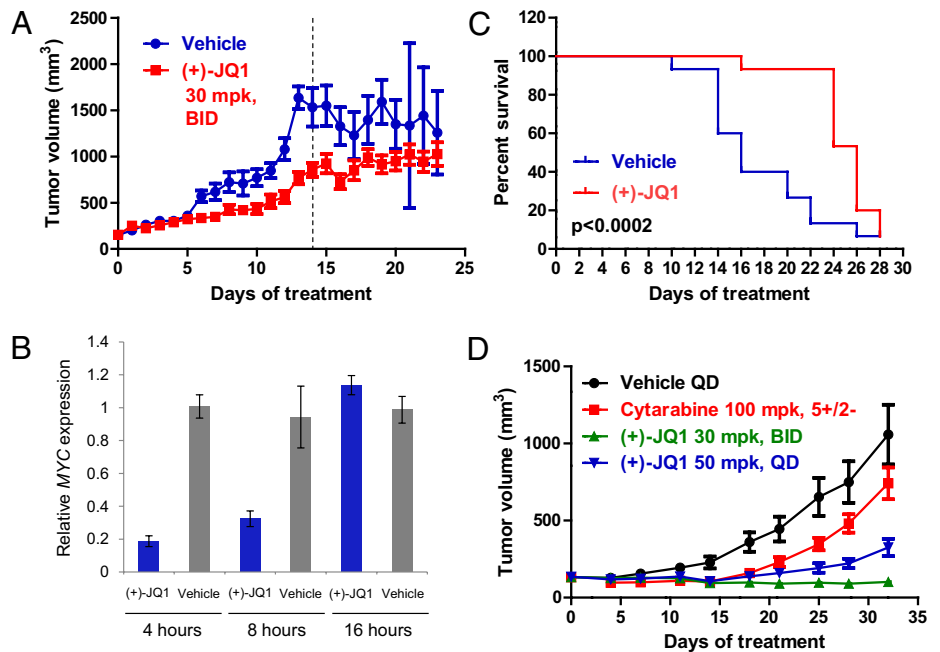 A
Tumor volume (mm³)
2500
2000
1500
1000
500
0
Vehicle
(+)-JQ1
30 mpk,
BID
0 5 10 15 20 25
Days of treatment
C
Percent survival
120
100
80
60
40
20
0
Vehicle
(+)-JQ1
p<0.0002
0 2 4 6 8 10 12 14 16 18 20 22 24 26 28 30
Days of treatment
B
Relative MYC expression
1.4
1.2
1
0.8
0.6
0.4
0.2
0
(+)-JQ1 Vehicle (+)-JQ1 Vehicle (+)-JQ1 Vehicle
4 hours 8 hours 16 hours
D
Tumor volume (mm³)
1500
1000
500
0
Vehicle QD
Cytarabine 100 mpk, 5+/2-
(+)-JQ1 30 mpk, BID
(+)-JQ1 50 mpk, QD
0 5 10 15 20 25 30 35
Days of treatment